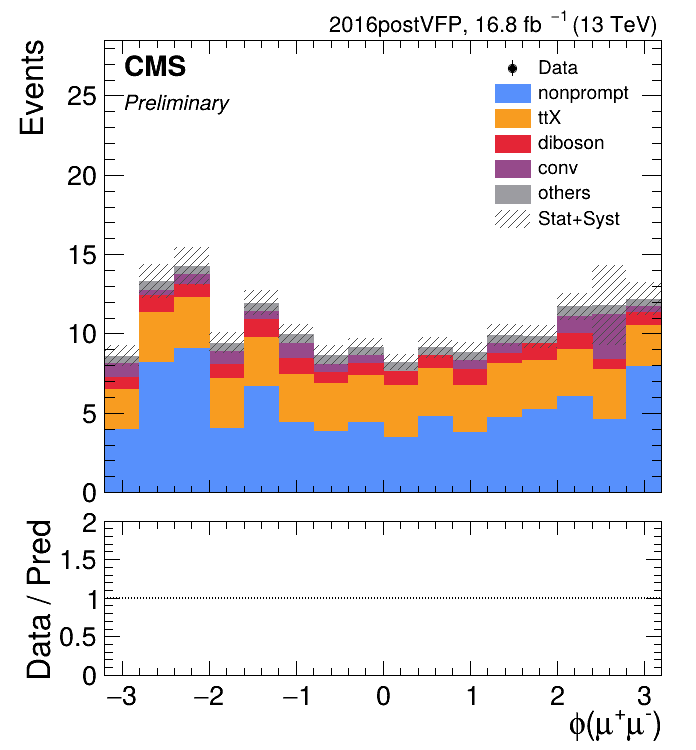 2016postVFP, 16.8 fb⁻¹ (13 TeV)
CMS
Preliminary
Events
25
20
15
10
5
0
Data
nonprompt
ttX
diboson
conv
others
Stat+Syst
Data / Pred
2
1.5
1
0.5
0
−3 −2 −1 0 1 2 3
ϕ(μ⁺μ⁻)